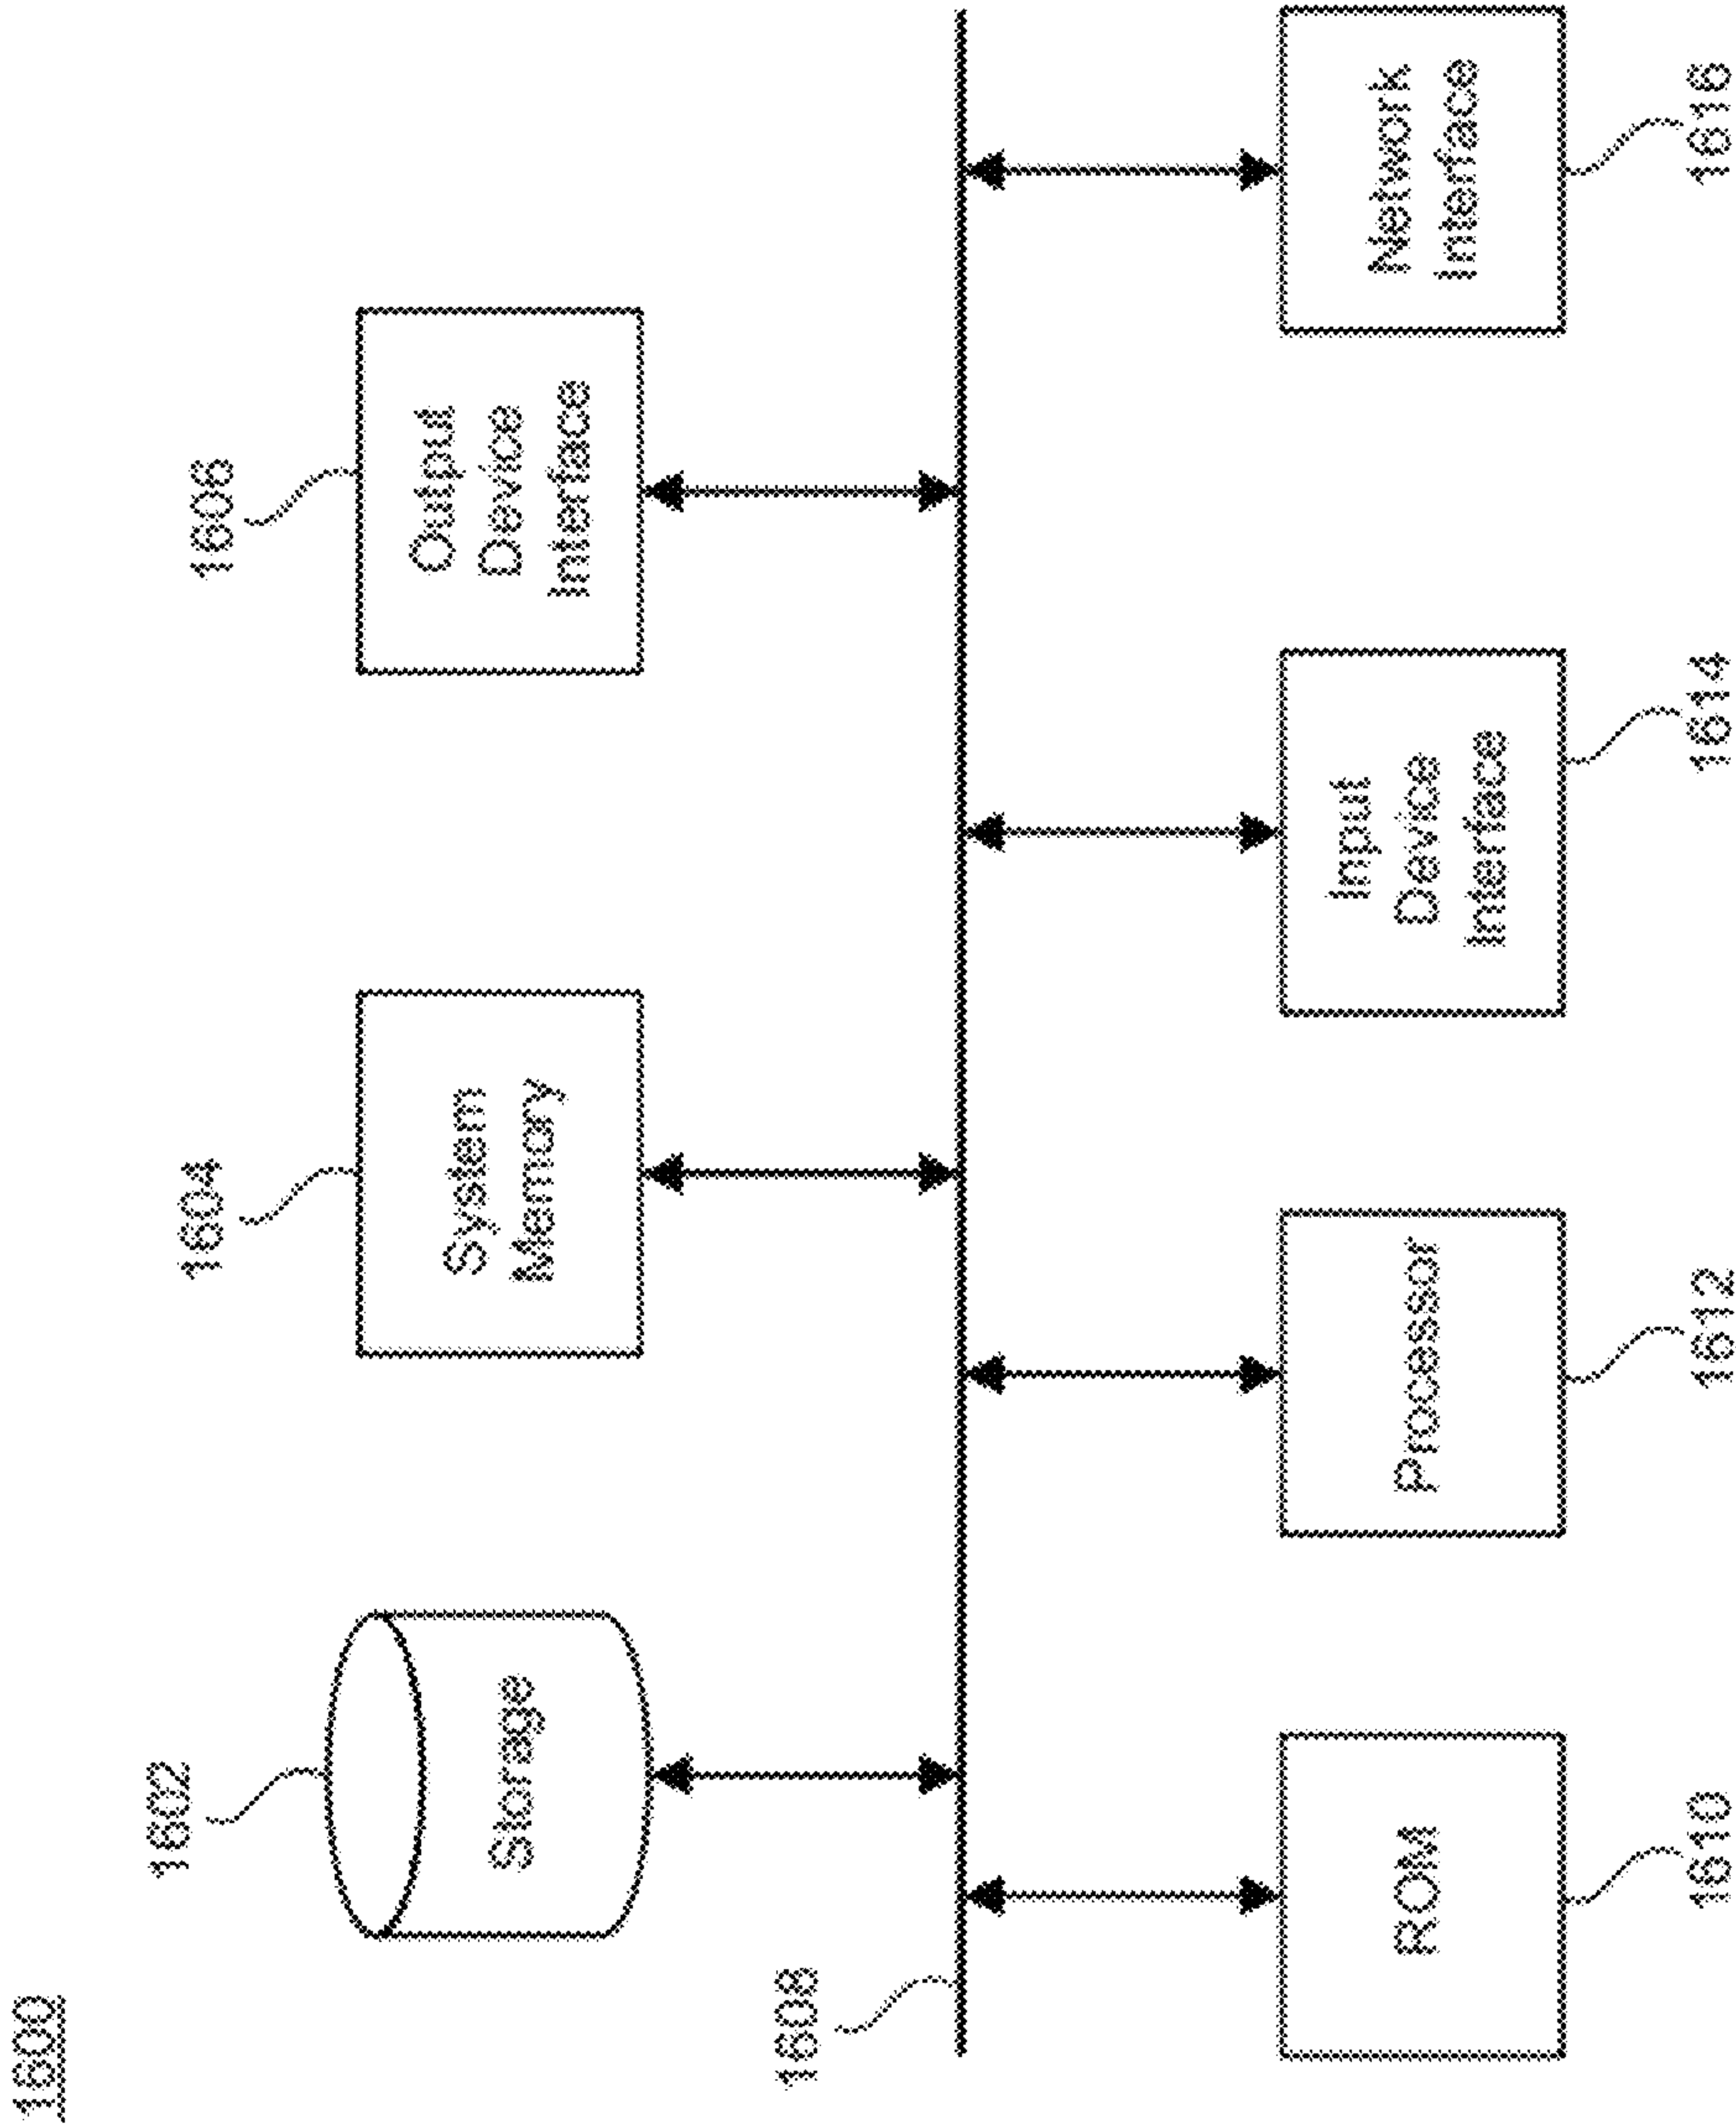 1600
1602
Storage
1604
System
Memory
1606
Output
Device
Interface
1608
ROM
1610
Processor
1612
Input
Device
Interface
1614
Network
Interface
1616